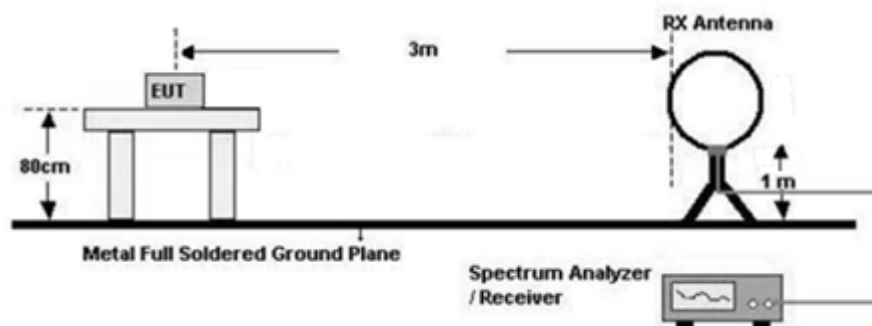 RX Antenna
3m
EUT
80cm
1 m
Metal Full Soldered Ground Plane
Spectrum Analyzer
/ Receiver